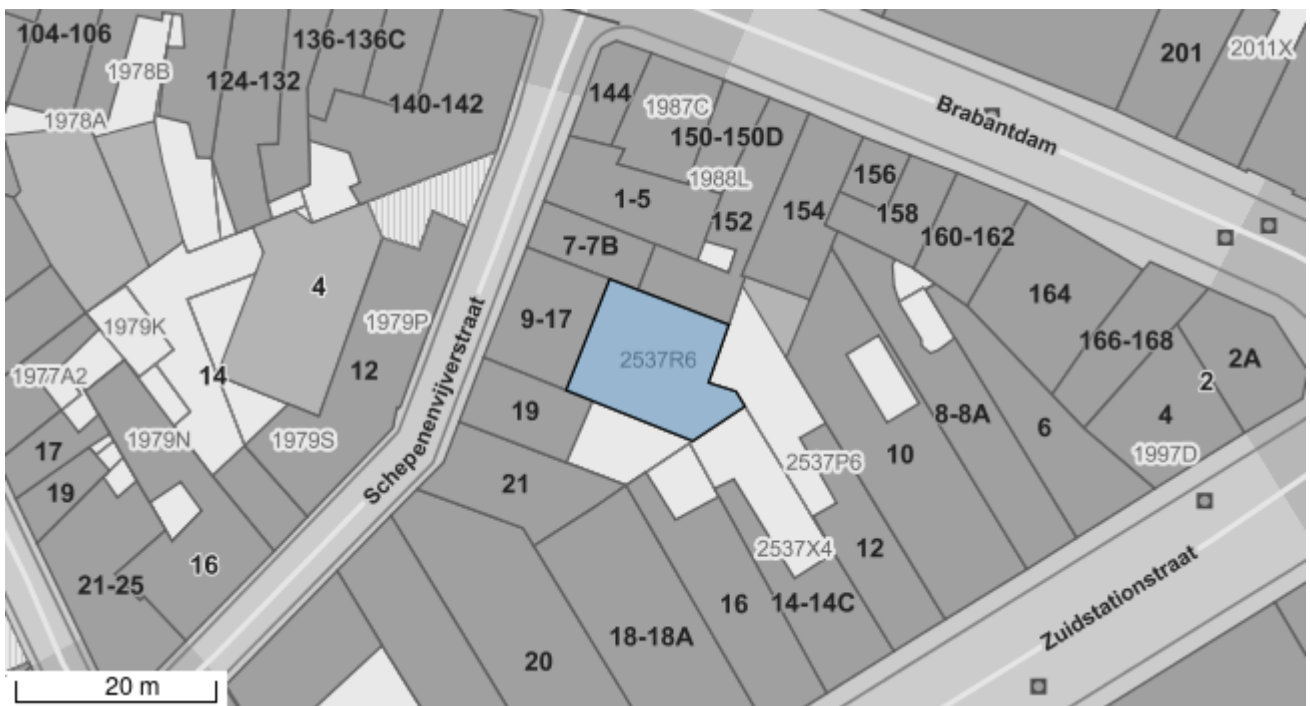 104-106
136-136C
201
2011X
1978B
124-132
140-142
144
1987C
Brabantdam
1978A
150-150D
156
1988L
1-5
154
158
152
160-162
7-7B
4
164
1979P
9-17
1979K
166-168
2A
2537R6
1977A2
14
12
2
19
8-8A
4
6
1979N
1979S
17
10
1997D
2537P6
19
21
Schepenenvijverstraat
2537X4
12
16
21-25
16
14-14C
Zuidstationstraat
18-18A
20
20 m